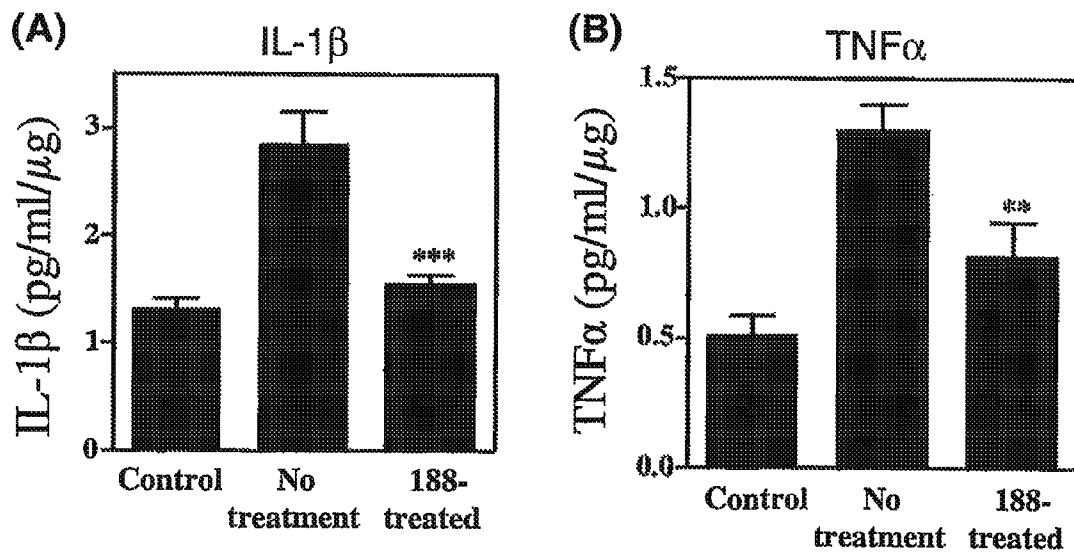 (A)
IL-1β
IL-1β (pg/ml/μg)
3
2
1
0
Control
No
treatment
188-
treated
***
(B)
TNFα
TNFα (pg/ml/μg)
1.5
1.0
0.5
0.0
Control
No
treatment
188-
treated
**